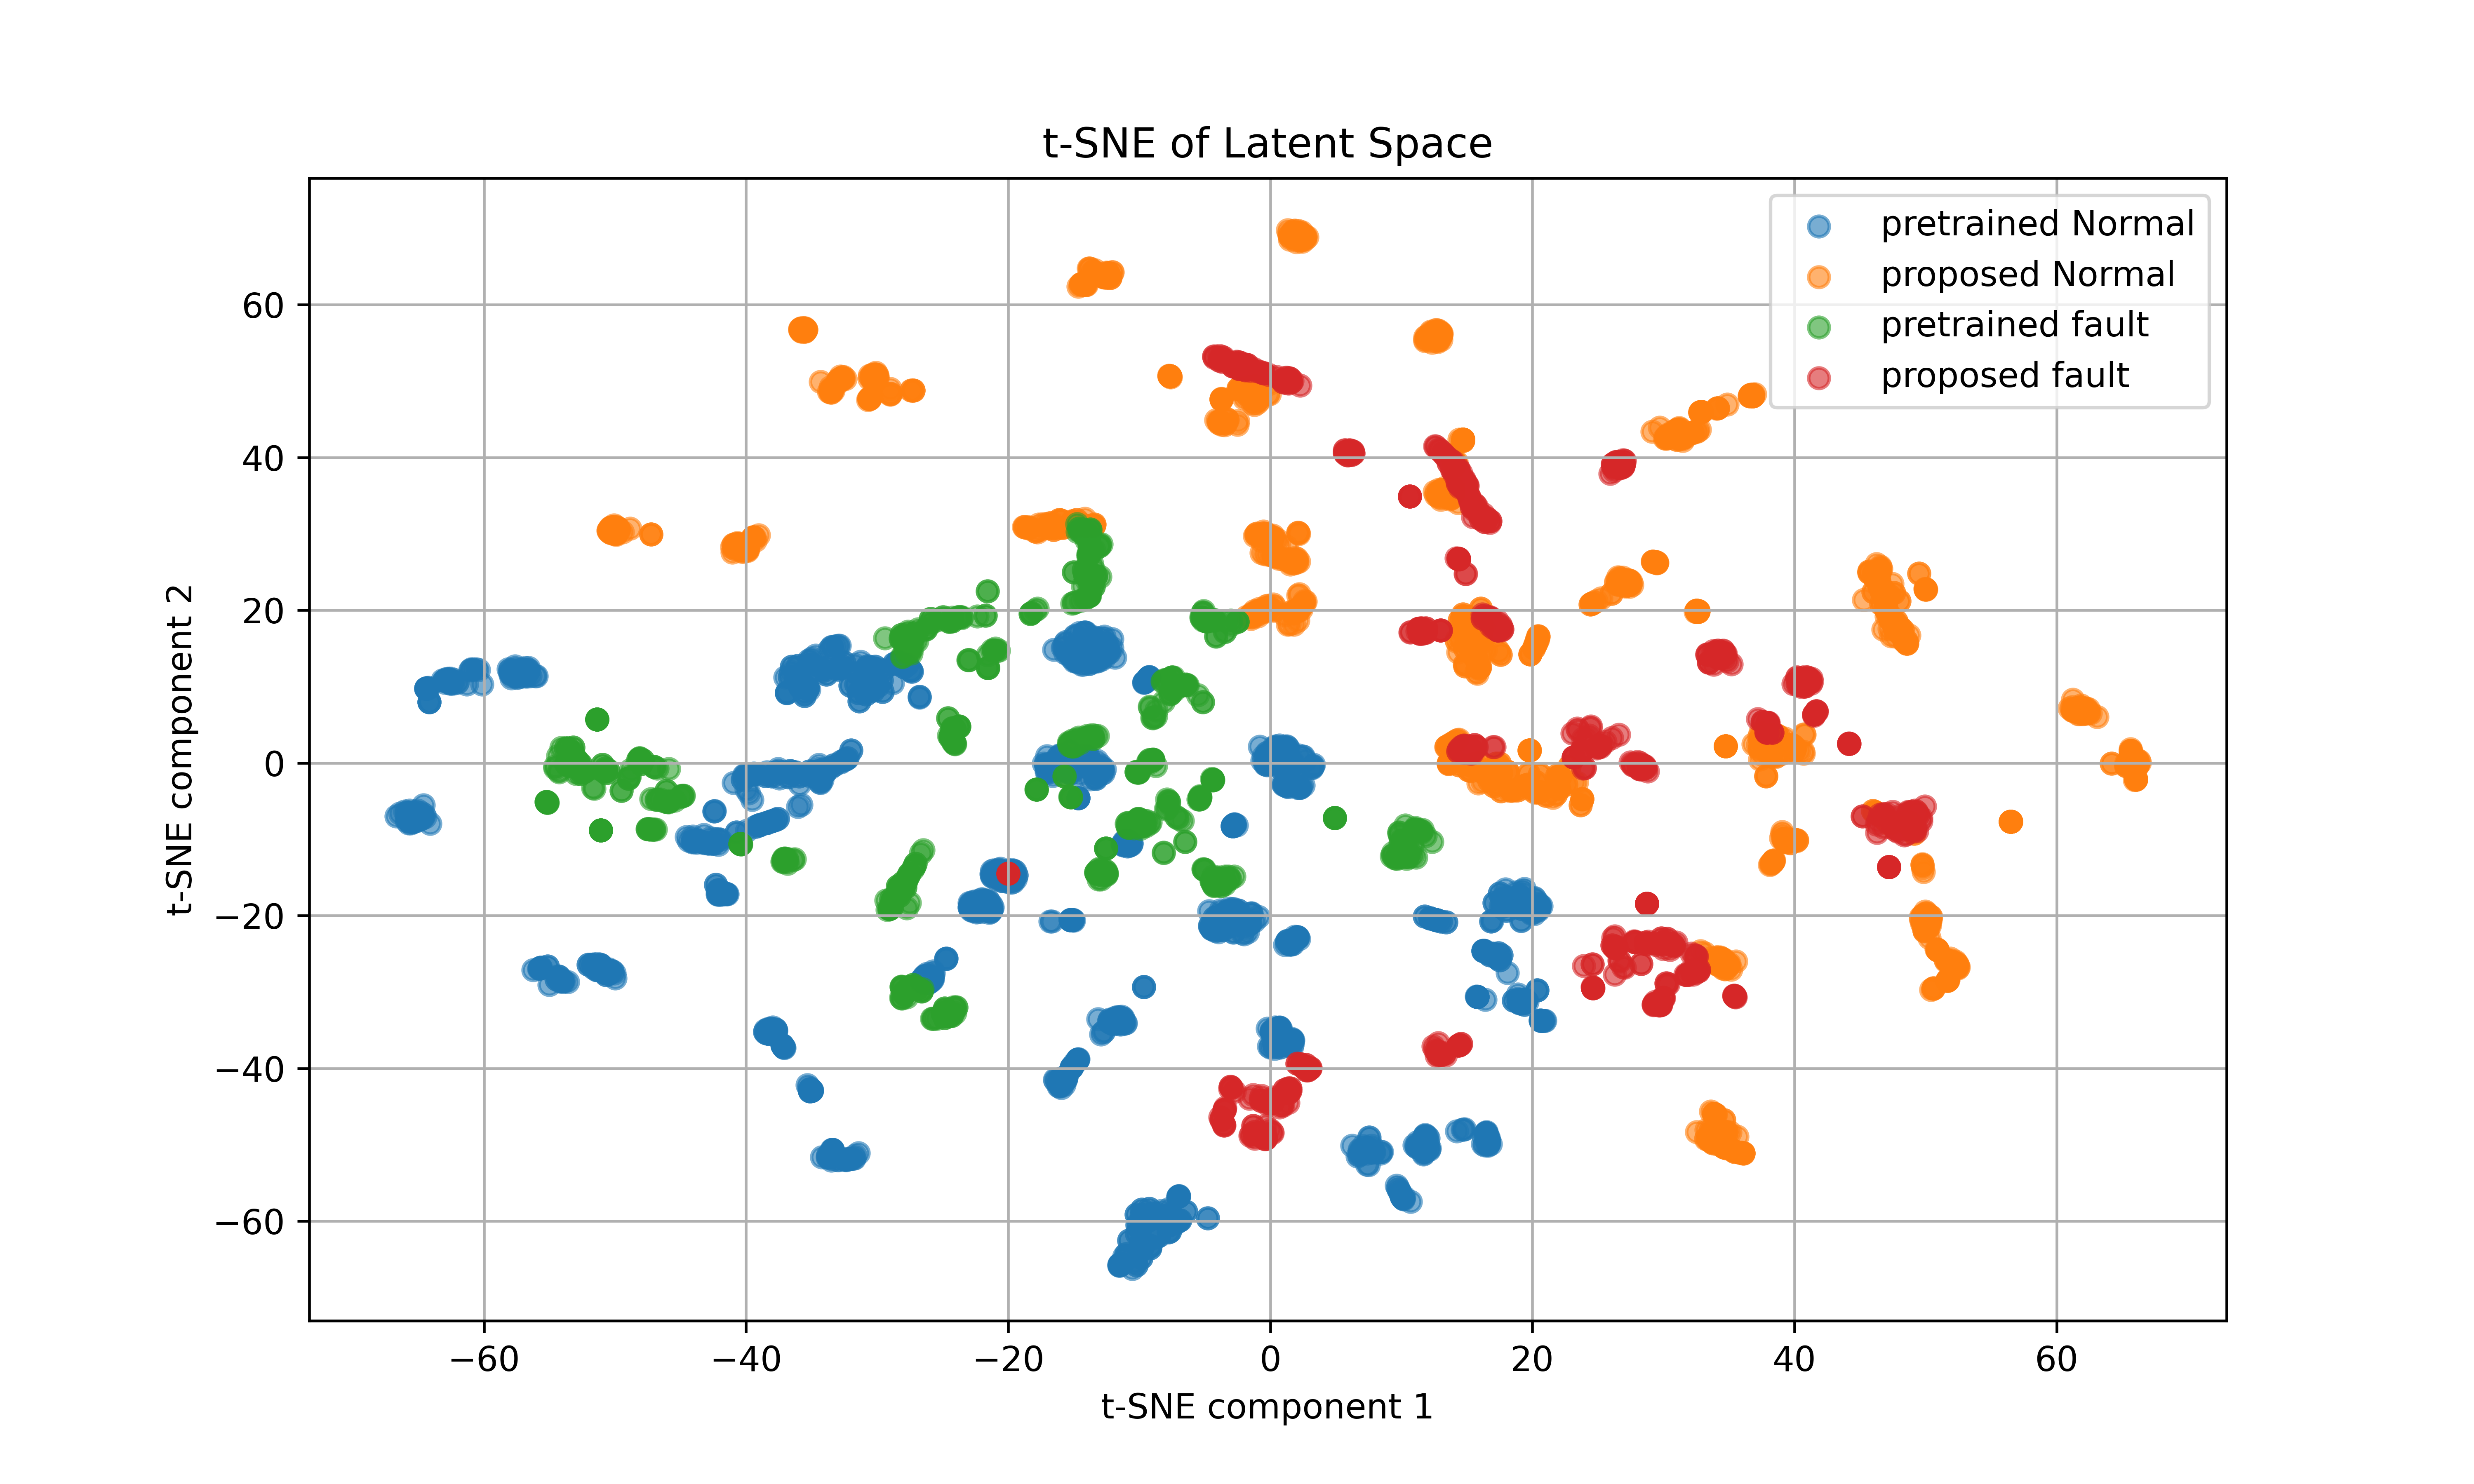 t-SNE of Latent Space
pretrained Normal
proposed Normal
pretrained fault
proposed fault
60
40
20
0
−20
−40
−60
t-SNE component 2
−60 −40 −20 0 20 40 60
t-SNE component 1